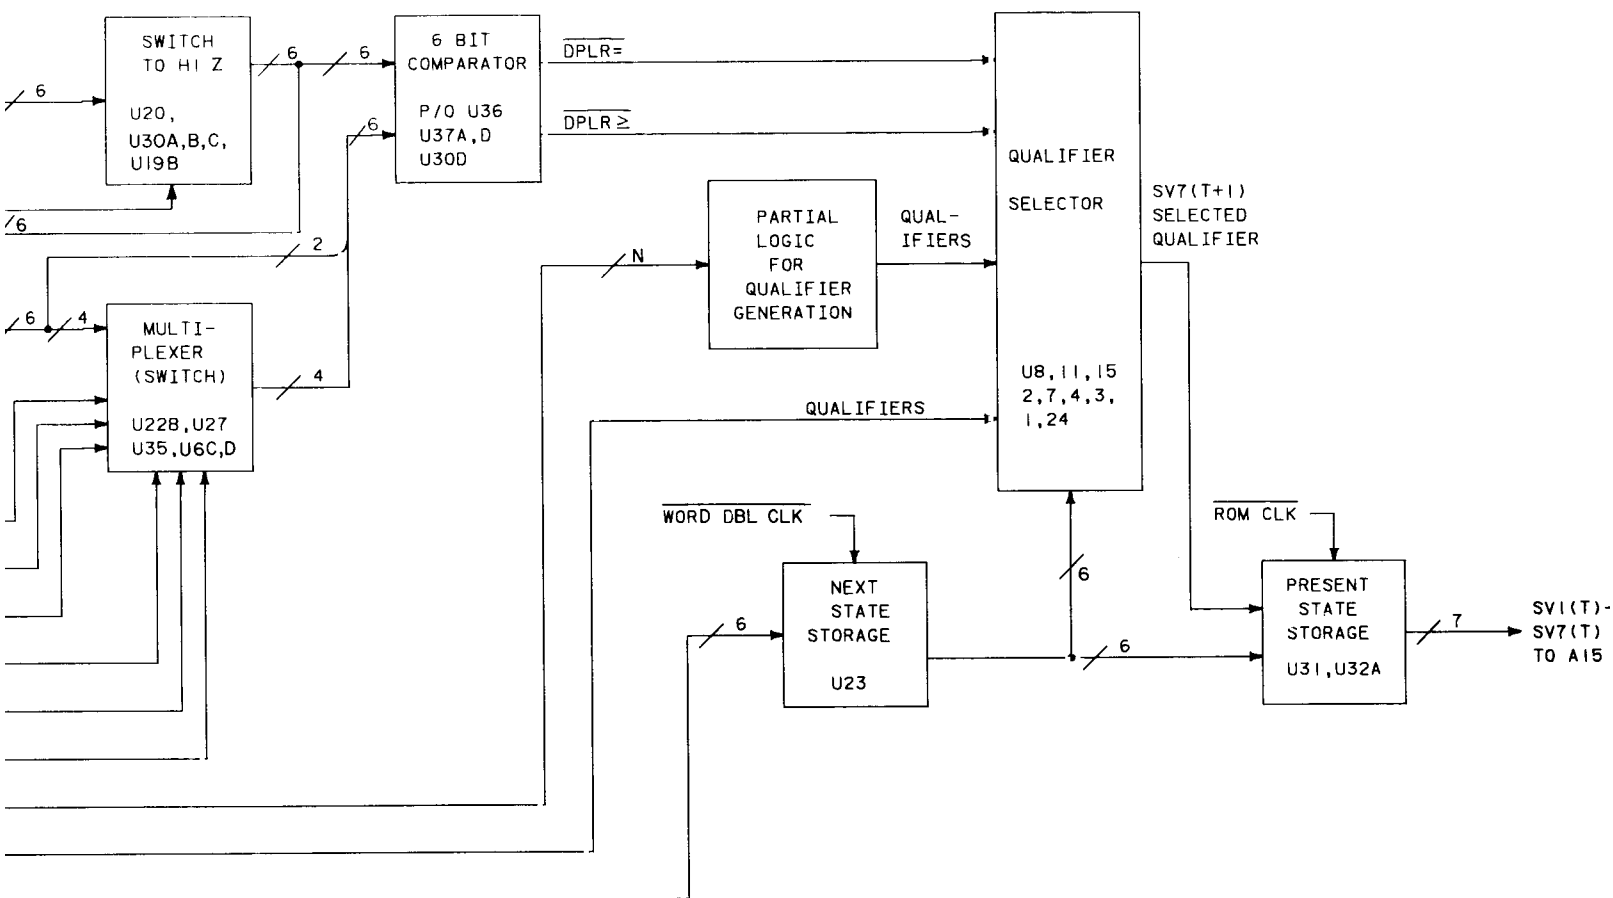 SWITCH
TO HI Z
U20,
U30A,B,C,
U19B
6
6
6
6 BIT
COMPARATOR
P/O U36
U37A,D
U30D
DPLR=
DPLR≥
6
6
2
6
4
MULTI-
PLEXER
(SWITCH)
U22B,U27
U35,U6C,D
4
N
PARTIAL
LOGIC
FOR
QUALIFIER
GENERATION
QUAL-
IFIERS
QUALIFIERS
QUALIFIER
SELECTOR
U8,11,15
2,7,4,3,
1,24
SV7(T+1)
SELECTED
QUALIFIER
WORD DBL CLK
6
NEXT
STATE
STORAGE
U23
6
6
ROM CLK
PRESENT
STATE
STORAGE
U31,U32A
7
SV1(T)-
SV7(T)
TO A15